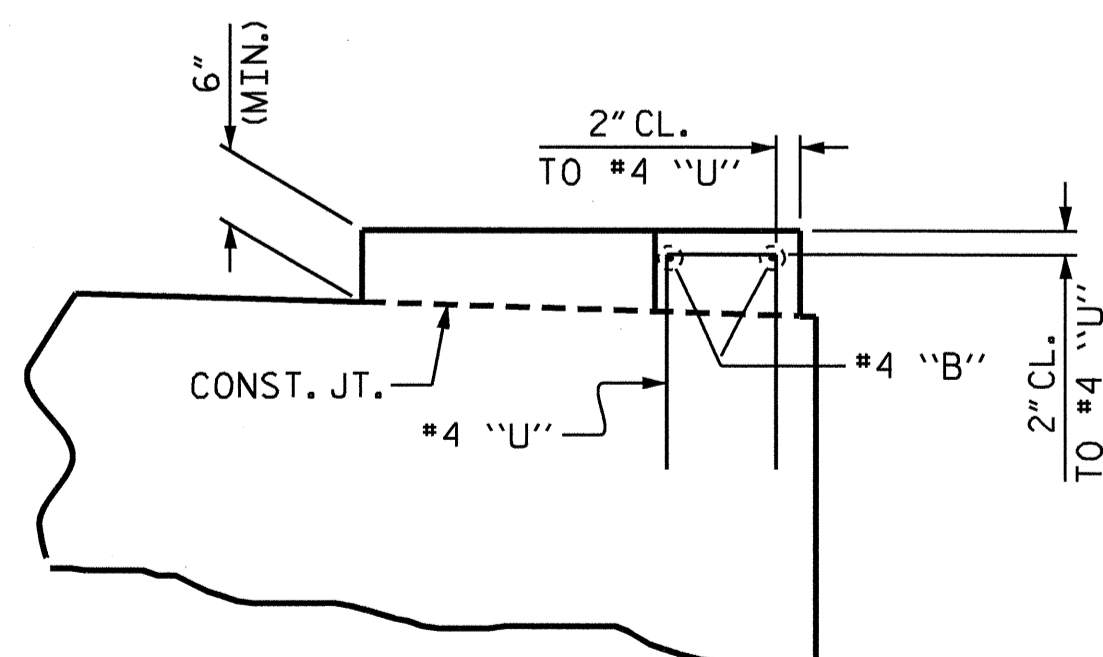 6"
(MIN.)
2" CL.
TO #4 ``U''
CONST. JT.
#4 ``U''
#4 ``B''
2" CL.
TO #4 ``U''